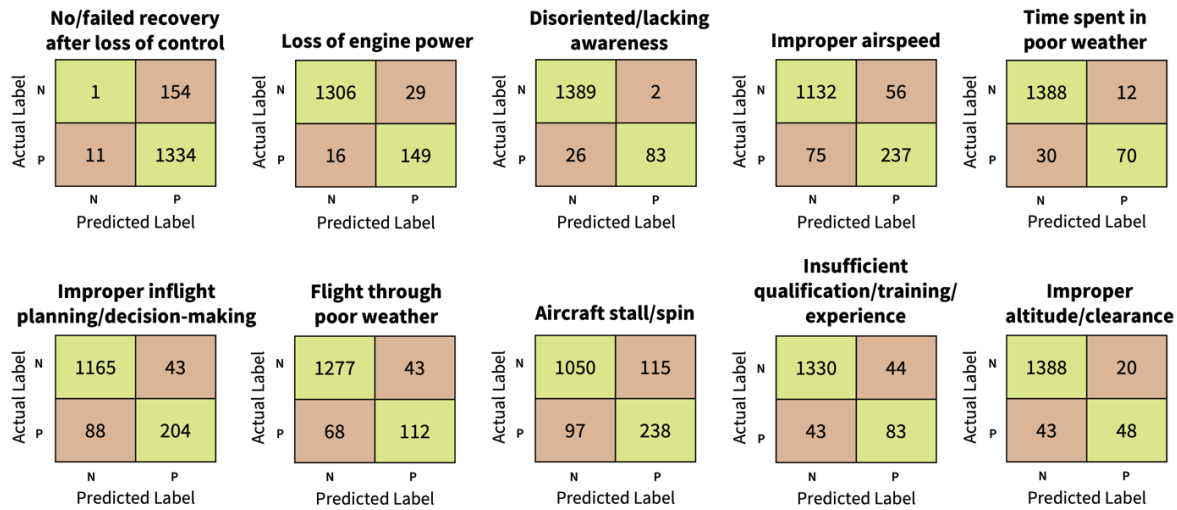 No/failed recovery
after loss of control
Actual Label
N
1 154
P
11 1334
N P
Predicted Label
Loss of engine power
Actual Label
N
1306 29
P
16 149
N P
Predicted Label
Disoriented/lacking
awareness
Actual Label
N
1389 2
P
26 83
N P
Predicted Label
Improper airspeed
Actual Label
N
1132 56
P
75 237
N P
Predicted Label
Time spent in
poor weather
Actual Label
N
1388 12
P
30 70
N P
Predicted Label
Improper inflight
planning/decision-making
Actual Label
N
1165 43
P
88 204
N P
Predicted Label
Flight through
poor weather
Actual Label
N
1277 43
P
68 112
N P
Predicted Label
Aircraft stall/spin
Actual Label
N
1050 115
P
97 238
N P
Predicted Label
Insufficient
qualification/training/
experience
Actual Label
N
1330 44
P
43 83
N P
Predicted Label
Improper
altitude/clearance
Actual Label
N
1388 20
P
43 48
N P
Predicted Label